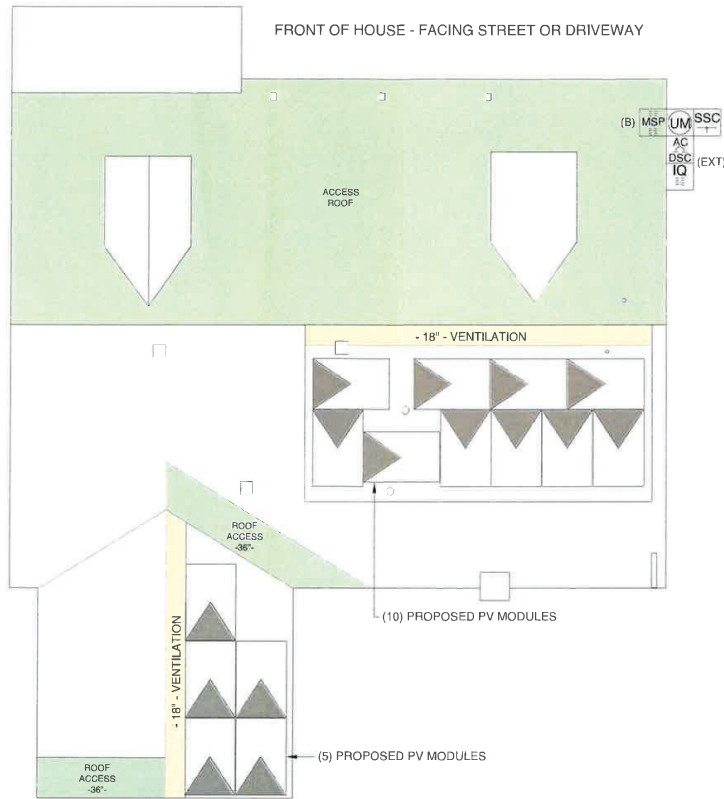 FRONT OF HOUSE - FACING STREET OR DRIVEWAY
(B) MSP UM SSC
AC
DSC (EXT)
IQ
ACCESS
ROOF
- 18" - VENTILATION
ROOF
ACCESS
-36"-
(10) PROPOSED PV MODULES
- 18" - VENTILATION
(5) PROPOSED PV MODULES
ROOF
ACCESS
-36"-